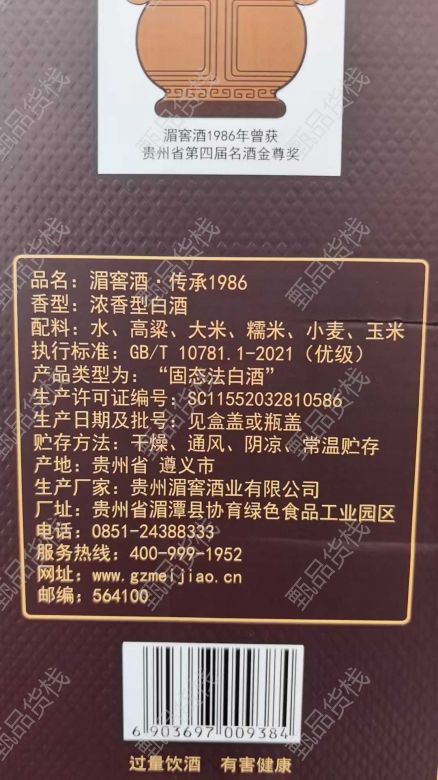 湄窖酒1986年曾获
贵州省第四届名酒金尊奖
品名：湄窖酒·传承1986
香型：浓香型白酒
配料：水、高粱、大米、糯米、小麦、玉米
执行标准：GB/T 10781.1-2021（优级）
产品类型为：“固态法白酒”
生产许可证编号：SC11552032810586
生产日期及批号：见盒盖或瓶盖
贮存方法：干燥、通风、阴凉、常温贮存
产地：贵州省 遵义市
生产厂家：贵州湄窖酒业有限公司
厂址：贵州省湄潭县协育绿色食品工业园区
电话：0851-24388333
服务热线：400-999-1952
网址：www.gzmeijiao.cn
邮编：564100
6 903697 009384
过量饮酒 有害健康
甄品货栈